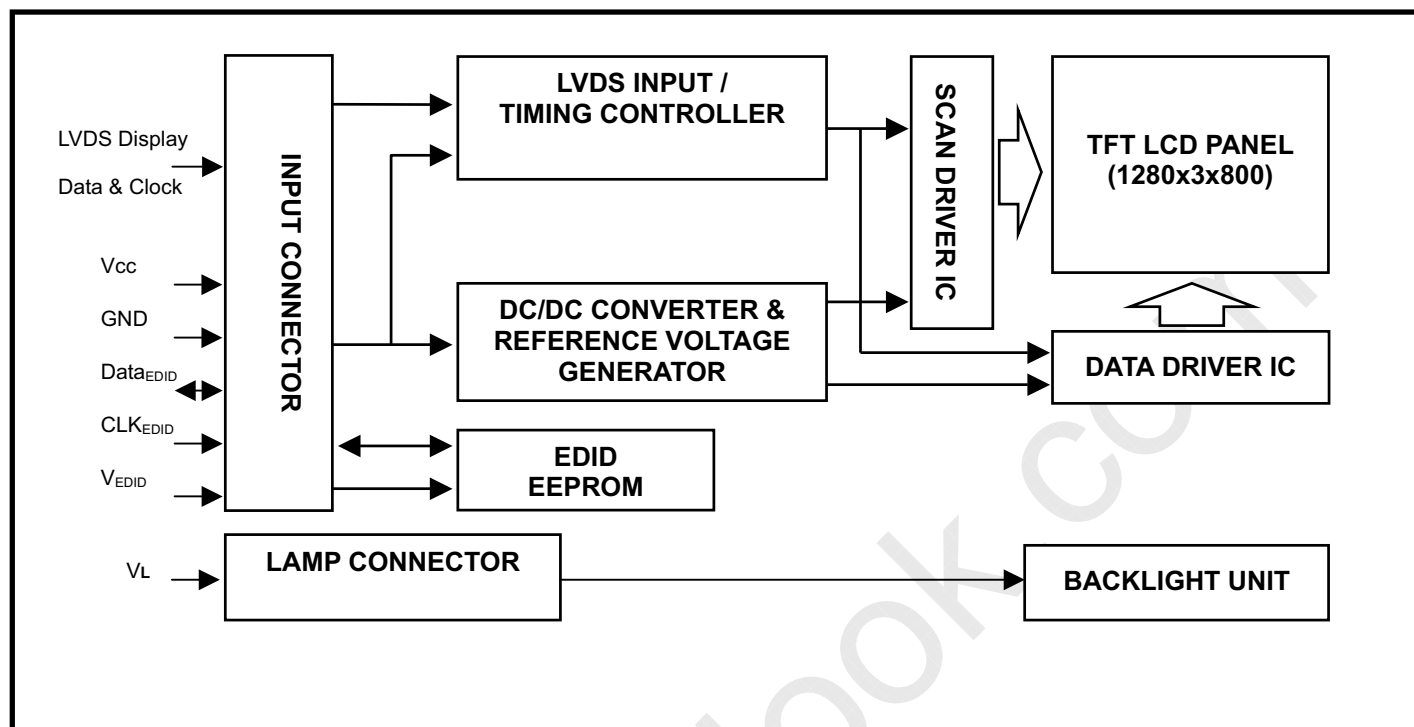 LVDS Display
Data & Clock
Vcc
GND
DataEDID
CLKEDID
VEDID
VL
INPUT CONNECTOR
LVDS INPUT /
TIMING CONTROLLER
DC/DC CONVERTER &
REFERENCE VOLTAGE
GENERATOR
EDID
EEPROM
LAMP CONNECTOR
SCAN DRIVER IC
TFT LCD PANEL
(1280x3x800)
DATA DRIVER IC
BACKLIGHT UNIT
look.com